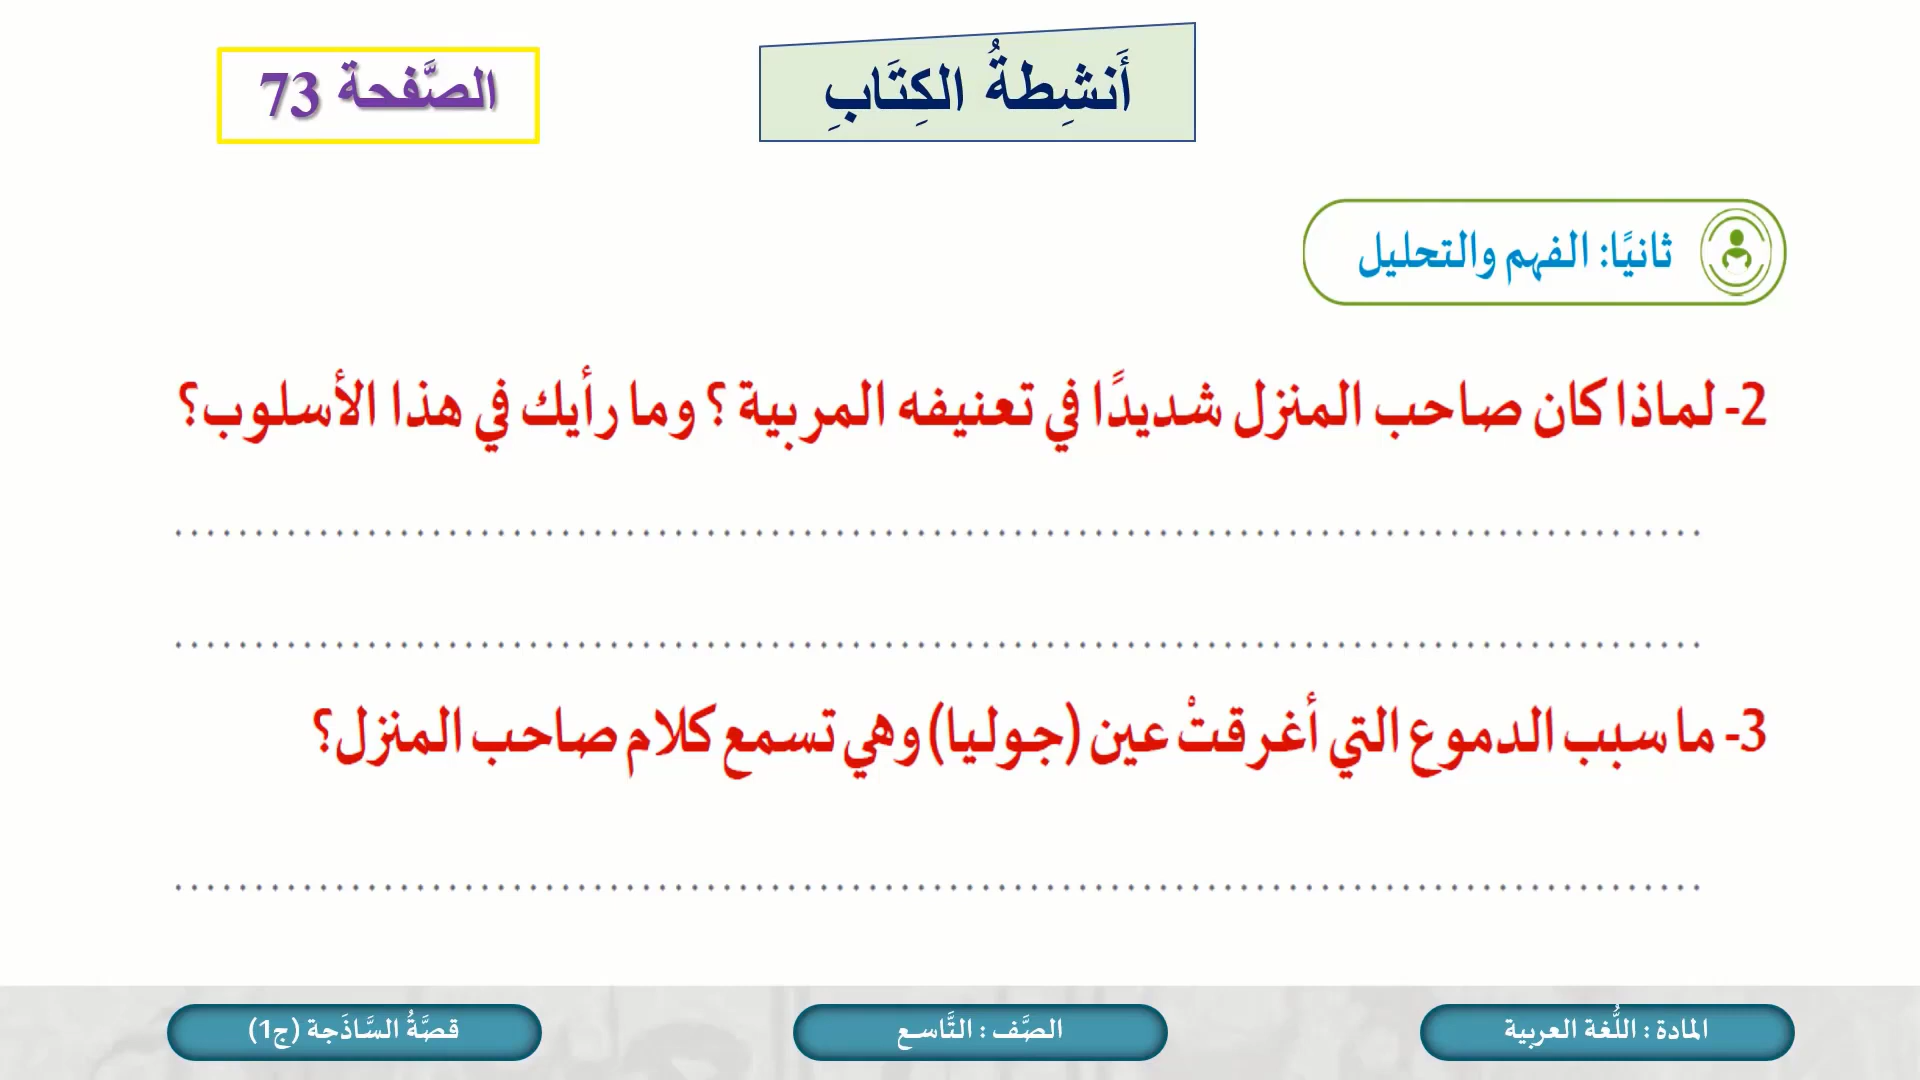 أَنشِطةُ الكِتَابِ
الصَّفحة 73
ثانيًا: الفهم والتحليل
2- لماذا كان صاحب المنزل شديدًا في تعنيفه المربية ؟ وما رأيك في هذا الأسلوب؟
3- ما سبب الدموع التي أغرقتْ عين (جوليا) وهي تسمع كلام صاحب المنزل؟
المادة : اللُّغة العربية
الصَّف : التَّاسع
قصَّةُ السَّاذَجة (ج1)